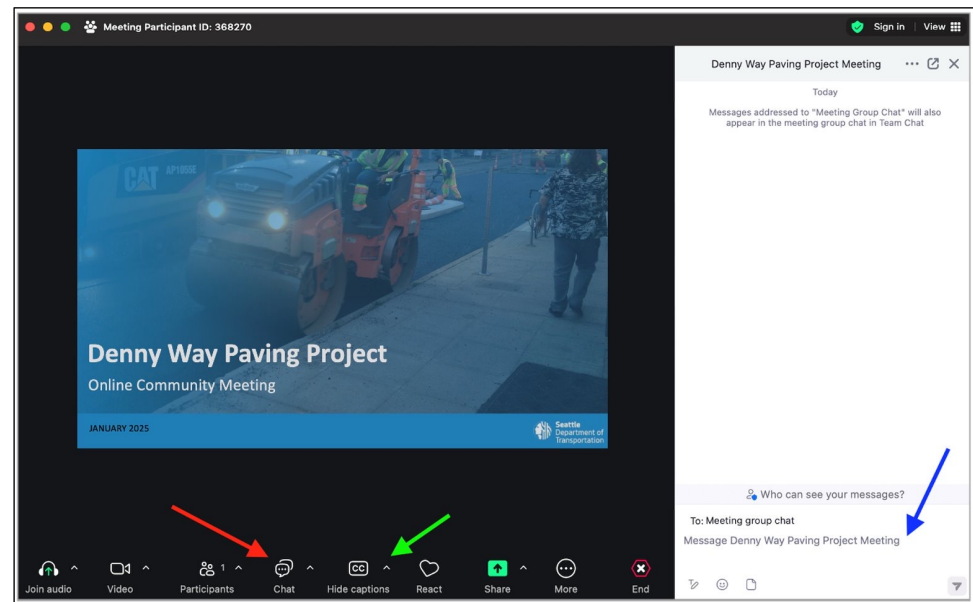 Meeting Participant ID: 368270
Sign in
View
Denny Way Paving Project Meeting
Today
Messages addressed to "Meeting Group Chat" will also
appear in the meeting group chat in Team Chat
CAT AP1055E
Denny Way Paving Project
Online Community Meeting
JANUARY 2025
Seattle
Department of
Transportation
Who can see your messages?
To: Meeting group chat
Message Denny Way Paving Project Meeting
1
CC
Join audio
Video
Participants
Chat
Hide captions
React
Share
More
End